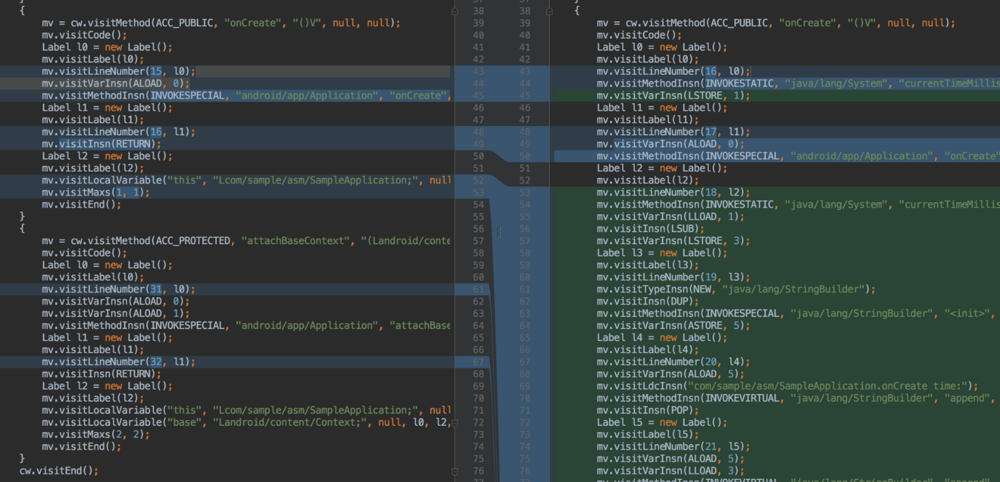 {
mv = cw.visitMethod(ACC_PUBLIC, "onCreate", "()V", null, null);
mv.visitCode();
Label l0 = new Label();
mv.visitLabel(l0);
mv.visitLineNumber(15, l0);
mv.visitVarInsn(ALOAD, 0);
mv.visitMethodInsn(INVOKESPECIAL, "android/app/Application", "onCreate",
Label l1 = new Label();
mv.visitLabel(l1);
mv.visitLineNumber(16, l1);
mv.visitInsn(RETURN);
Label l2 = new Label();
mv.visitLabel(l2);
mv.visitLocalVariable("this", "Lcom/sample/asm/SampleApplication;", null
mv.visitMaxs(1, 1);
mv.visitEnd();
}
{
mv = cw.visitMethod(ACC_PROTECTED, "attachBaseContext", "(Landroid/conte
mv.visitCode();
Label l0 = new Label();
mv.visitLabel(l0);
mv.visitLineNumber(31, l0);
mv.visitVarInsn(ALOAD, 0);
mv.visitVarInsn(ALOAD, 1);
mv.visitMethodInsn(INVOKESPECIAL, "android/app/Application", "attachBase
Label l1 = new Label();
mv.visitLabel(l1);
mv.visitLineNumber(32, l1);
mv.visitInsn(RETURN);
Label l2 = new Label();
mv.visitLabel(l2);
mv.visitLocalVariable("this", "Lcom/sample/asm/SampleApplication;", null
mv.visitLocalVariable("base", "Landroid/content/Context;", null, l0, l2,
mv.visitMaxs(2, 2);
mv.visitEnd();
}
cw.visitEnd();
38 38
39 39
40 40
41 41
42 42
43 43
44 44
45 45
46 46
47 47
48 48
49 49
50 50
51 51
52 52
53 53
54 54
55 55
56 56
57 57
58 58
59 59
60 60
61 61
62 62
63 63
64 64
65 65
66 66
67 67
68 68
69 69
70 70
71 71
72 72
73 73
74 74
75 75
76 76
{
mv = cw.visitMethod(ACC_PUBLIC, "onCreate", "()V", null, null);
mv.visitCode();
Label l0 = new Label();
mv.visitLabel(l0);
mv.visitLineNumber(16, l0);
mv.visitMethodInsn(INVOKESTATIC, "java/lang/System", "currentTimeMillis
mv.visitVarInsn(LSTORE, 1);
Label l1 = new Label();
mv.visitLabel(l1);
mv.visitLineNumber(17, l1);
mv.visitVarInsn(ALOAD, 0);
mv.visitMethodInsn(INVOKESPECIAL, "android/app/Application", "onCreate"
Label l2 = new Label();
mv.visitLabel(l2);
mv.visitLineNumber(18, l2);
mv.visitMethodInsn(INVOKESTATIC, "java/lang/System", "currentTimeMillis
mv.visitVarInsn(LLOAD, 1);
mv.visitInsn(LSUB);
mv.visitVarInsn(LSTORE, 3);
Label l3 = new Label();
mv.visitLabel(l3);
mv.visitLineNumber(19, l3);
mv.visitTypeInsn(NEW, "java/lang/StringBuilder");
mv.visitInsn(DUP);
mv.visitMethodInsn(INVOKESPECIAL, "java/lang/StringBuilder", "<init>",
mv.visitVarInsn(ASTORE, 5);
Label l4 = new Label();
mv.visitLabel(l4);
mv.visitLineNumber(20, l4);
mv.visitVarInsn(ALOAD, 5);
mv.visitLdcInsn("com/sample/asm/SampleApplication.onCreate time:");
mv.visitMethodInsn(INVOKEVIRTUAL, "java/lang/StringBuilder", "append",
mv.visitInsn(POP);
Label l5 = new Label();
mv.visitLabel(l5);
mv.visitLineNumber(21, l5);
mv.visitVarInsn(ALOAD, 5);
mv.visitVarInsn(LLOAD, 3);
mv.visitMethodInsn(INVOKEVIRTUAL, "java/lang/StringBuilder", "append",